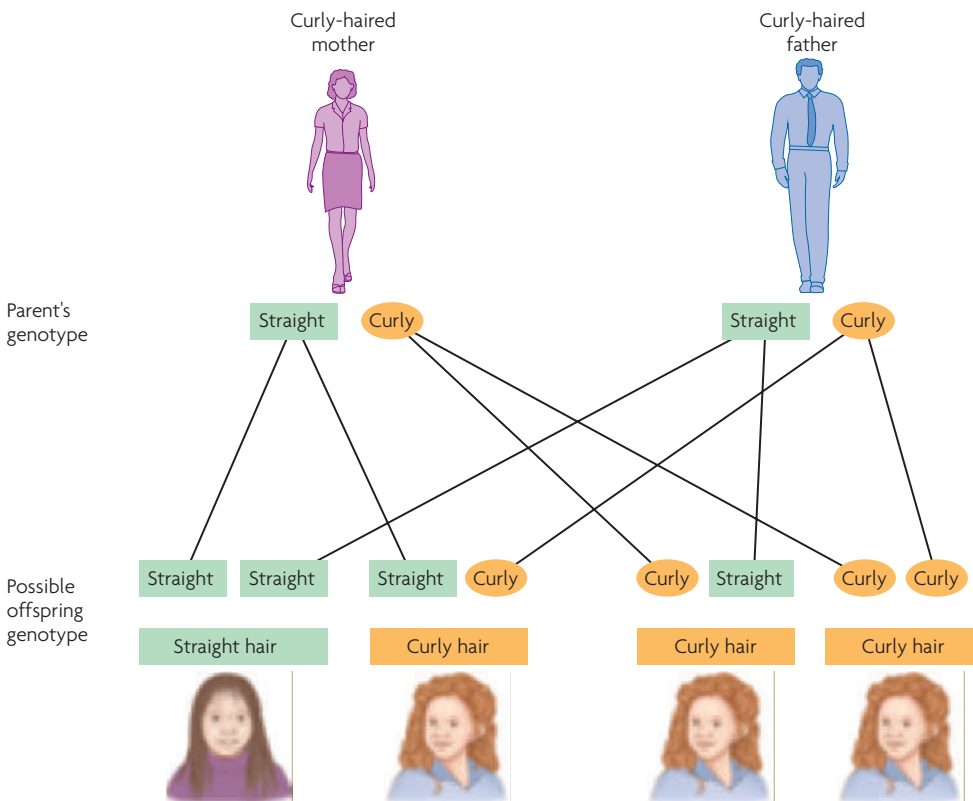 Curly-haired
mother
Curly-haired
father
Parent's
genotype
Straight
Curly
Straight
Curly
Possible
offspring
genotype
Straight
Straight
Straight
Curly
Curly
Straight
Curly
Curly
Straight hair
Curly hair
Curly hair
Curly hair